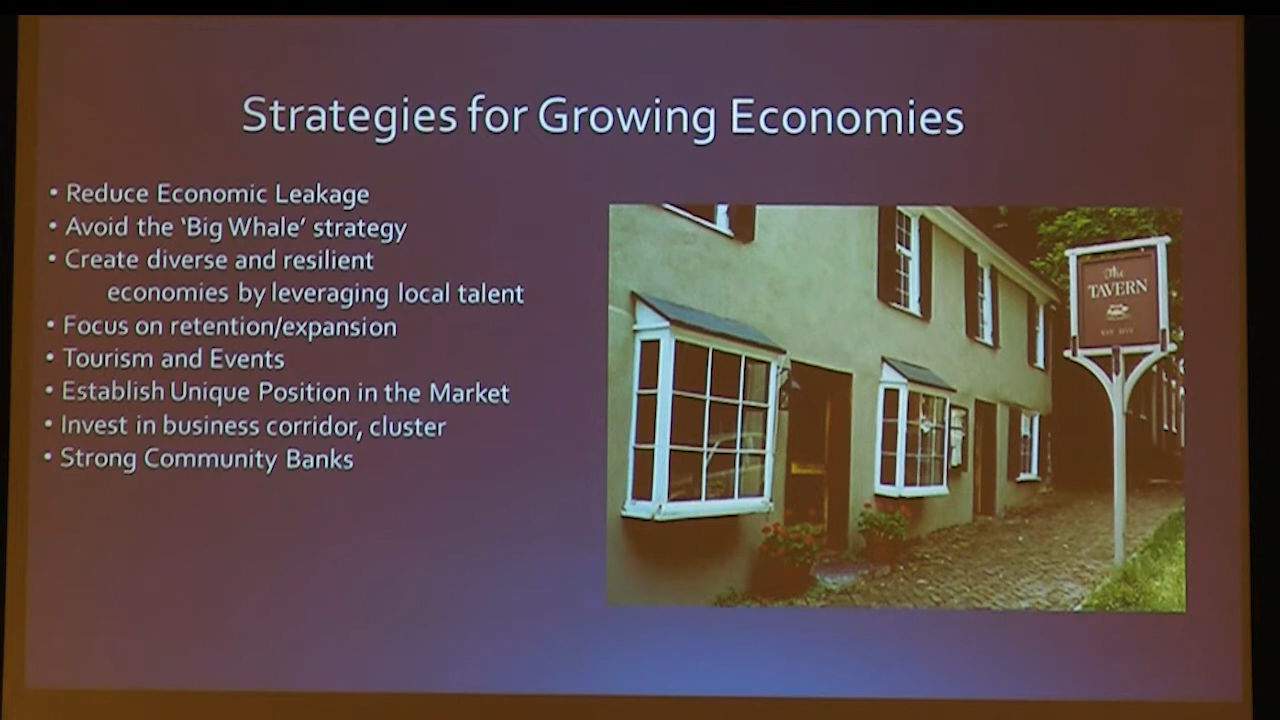 Strategies for Growing Economies
• Reduce Economic Leakage
• Avoid the ‘Big Whale’ strategy
• Create diverse and resilient
economies by leveraging local talent
• Focus on retention/expansion
• Tourism and Events
• Establish Unique Position in the Market
• Invest in business corridor, cluster
• Strong Community Banks
The
TAVERN